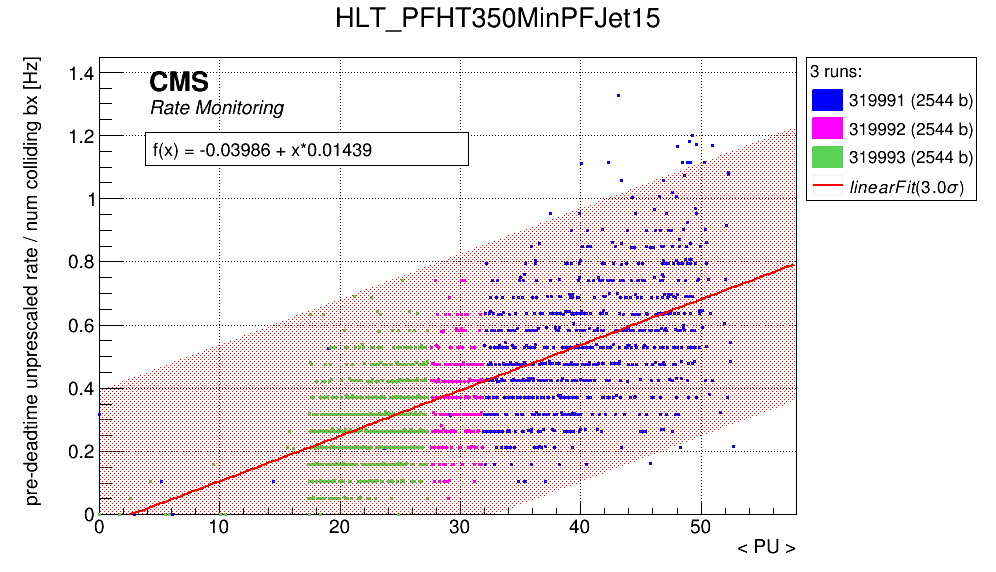 HLT_PFHT350MinPFJet15
pre-deadtime unprescaled rate / num colliding bx [Hz]
1.4
1.2
1
0.8
0.6
0.4
0.2
0
CMS
Rate Monitoring
f(x) = -0.03986 + x*0.01439
3 runs:
319991 (2544 b)
319992 (2544 b)
319993 (2544 b)
linearFit(3.0σ)
0 10 20 30 40 50
< PU >